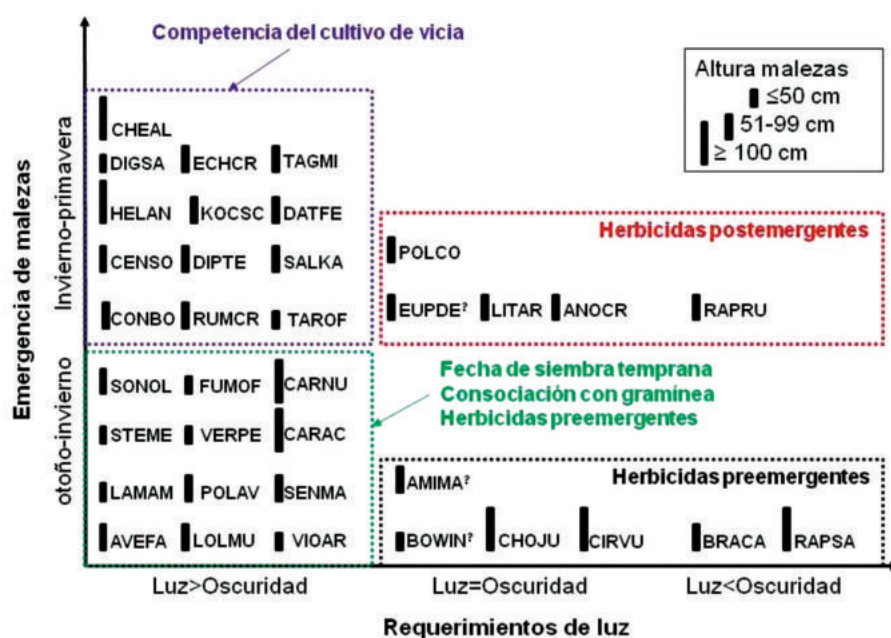 Competencia del cultivo de vicia
Altura malezas
≤50 cm
51-99 cm
≥ 100 cm
Emergencia de malezas
Invierno-primavera
otoño-invierno
CHEAL
DIGSA ECHCR TAGMI
HELAN KOCSC DATFE
CENSO DIPTE SALKA
CONBO RUMCR TAROF
Herbicidas postemergentes
POLCO
EUPDE? LITAR ANOCR RAPRU
Fecha de siembra temprana
Consociación con gramínea
Herbicidas preemergentes
SONOL FUMOF CARNU
STEME VERPE CARAC
LAMAM POLAV SENMA
AVEFA LOLMU VIOAR
Herbicidas preemergentes
AMIMA?
BOWIN? CHOJU CIRVU BRACA RAPSA
Luz>Oscuridad Luz=Oscuridad Luz<Oscuridad
Requerimientos de luz